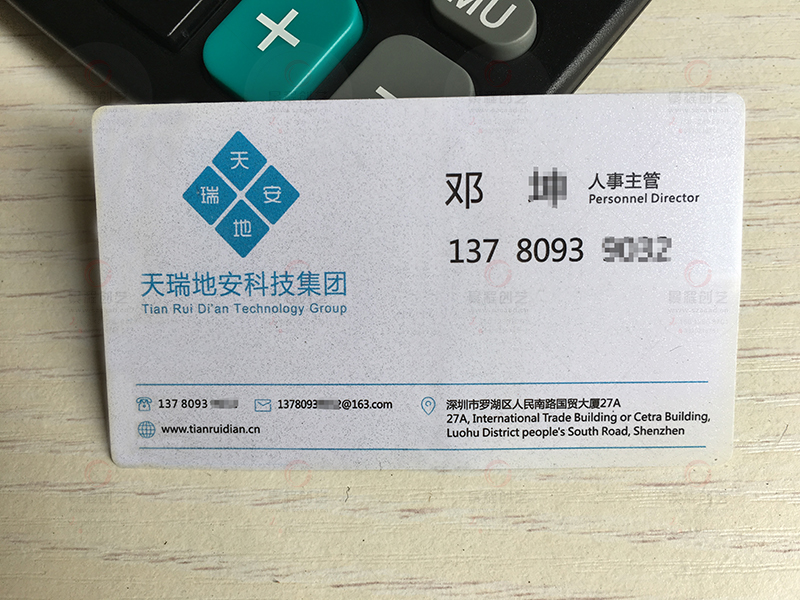 MU
天
瑞 安
地
天瑞地安科技集团
Tian Rui Di'an Technology Group
邓 人事主管
Personnel Director
137 8093
137 8093
1378093 2@163.com
www.tianruidian.cn
深圳市罗湖区人民南路国贸大厦27A
27A, International Trade Building or Cetra Building,
Luohu District people's South Road, Shenzhen